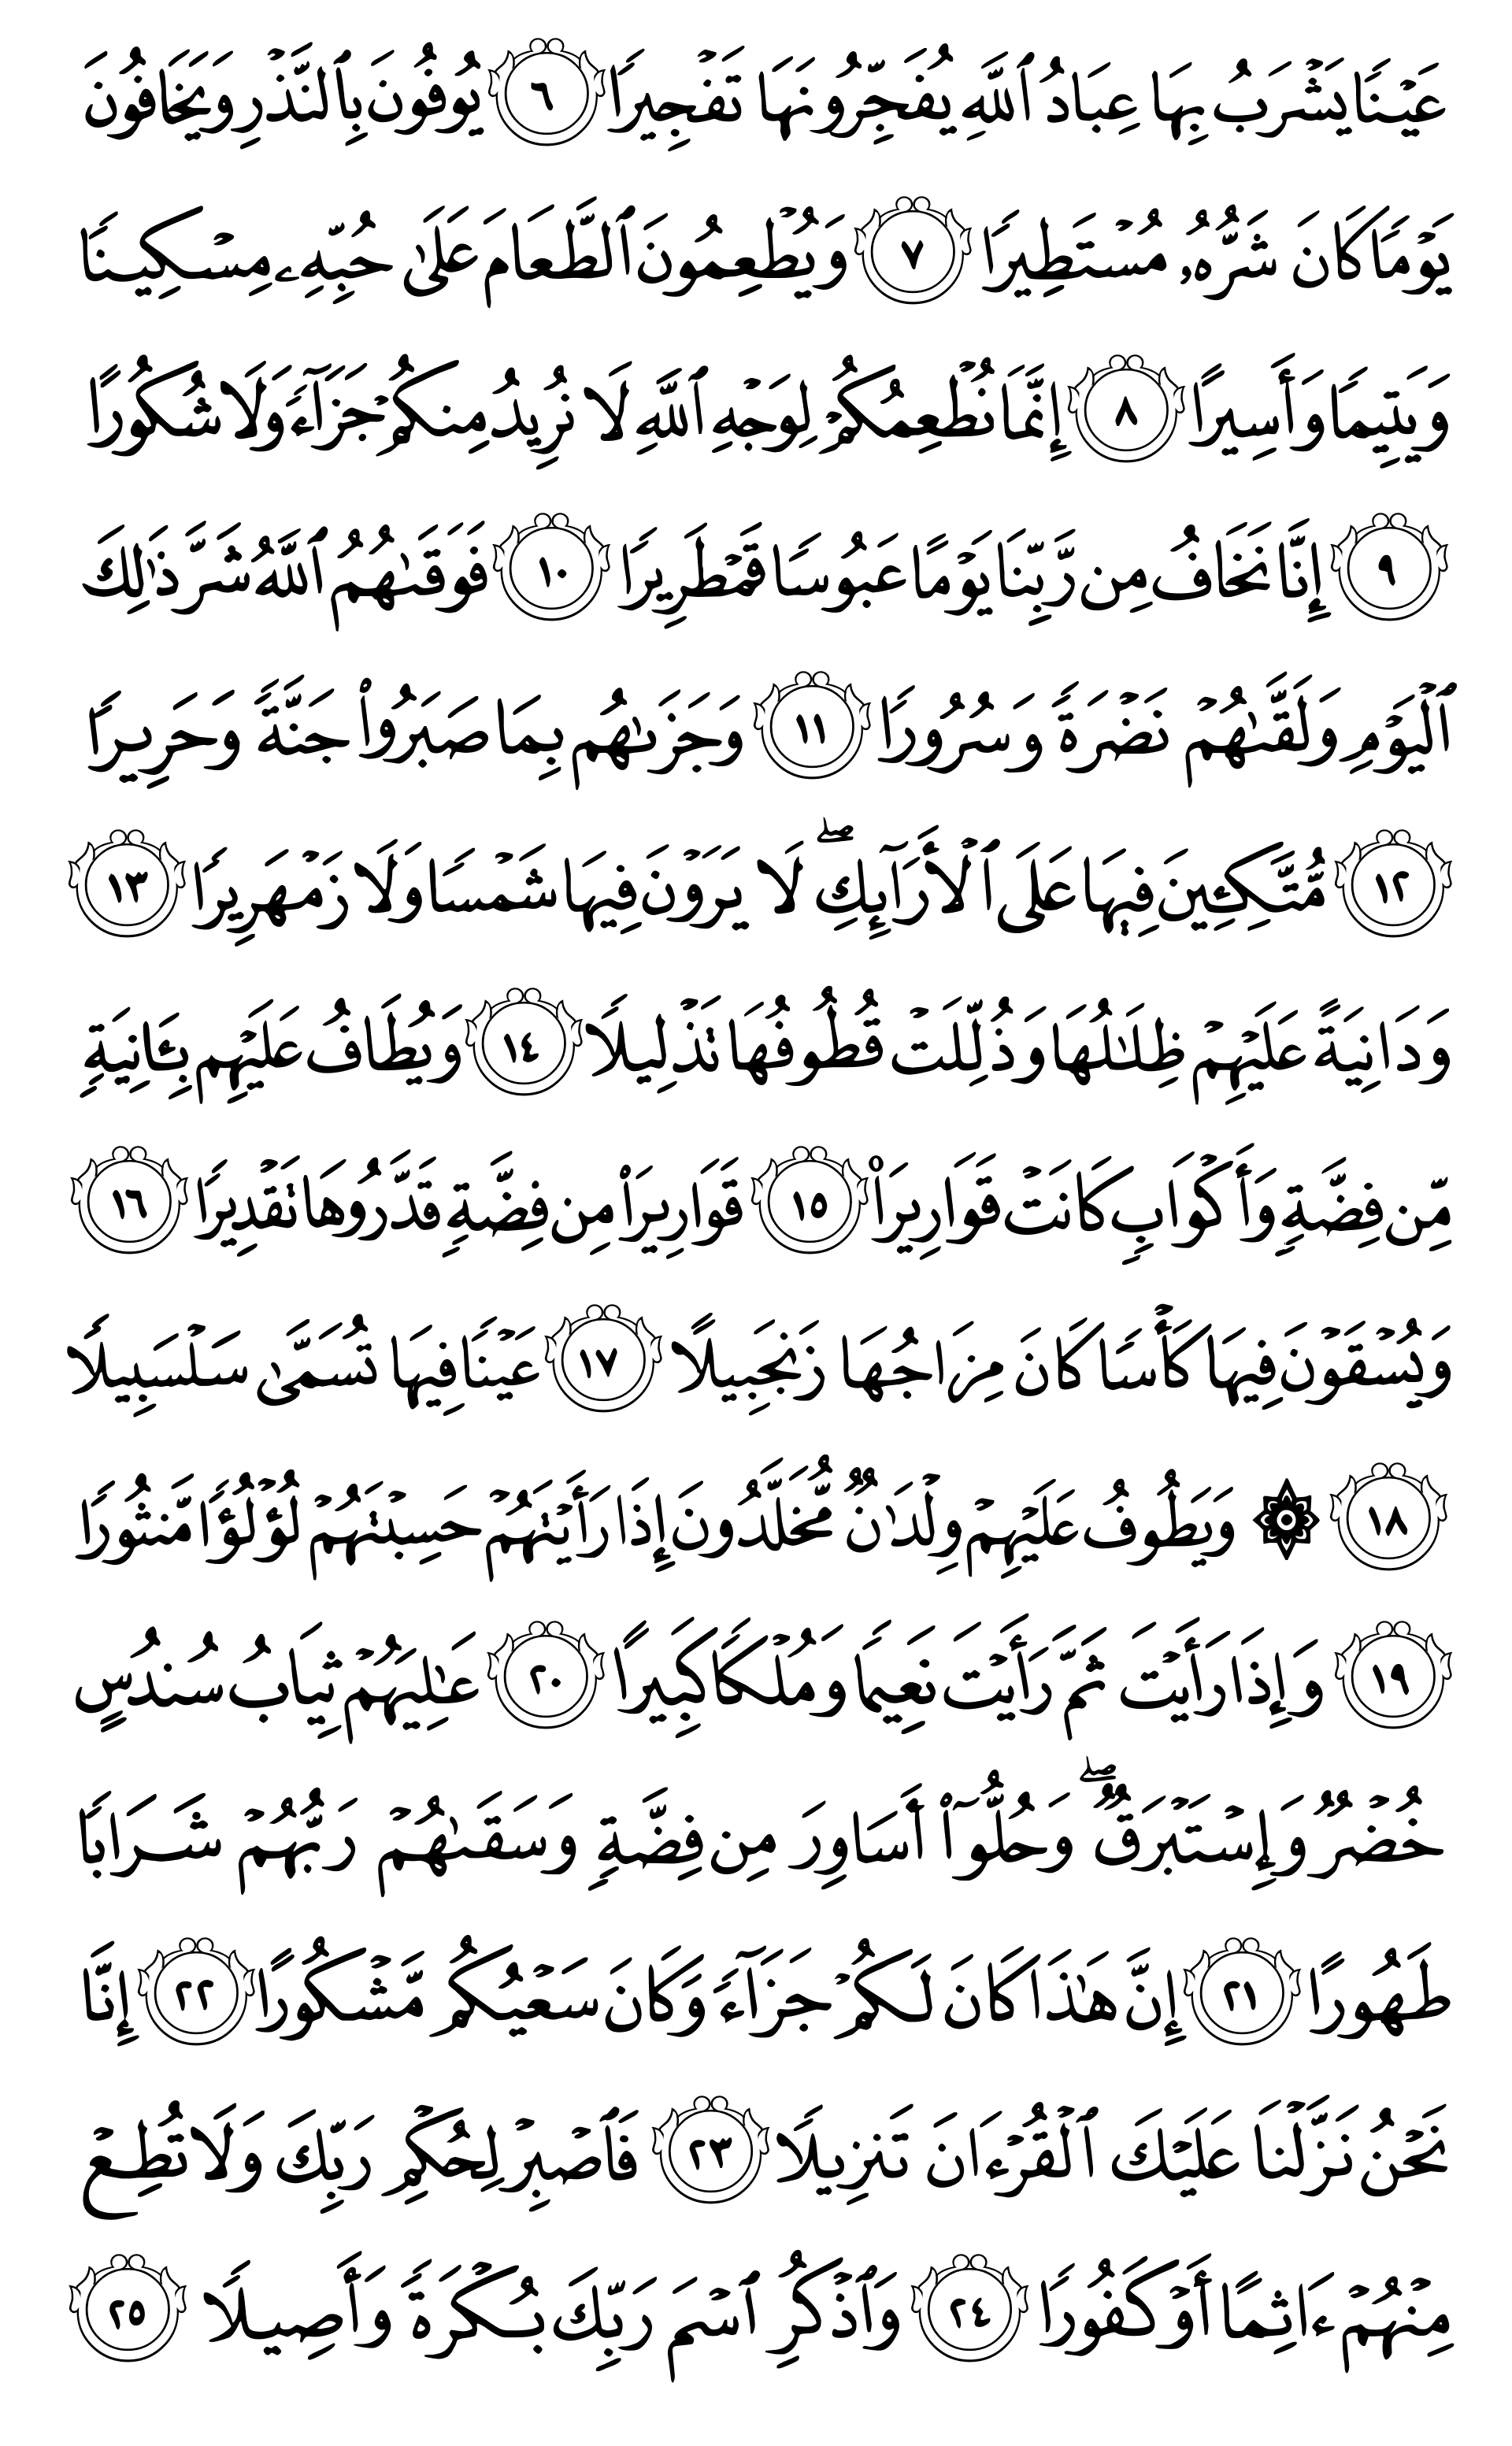 عَيْنًا يَشْرَبُ بِهَا عِبَادُ ٱللَّهِ يُفَجِّرُونَهَا تَفْجِيرًا ٦ يُوفُونَ بِٱلنَّذْرِ وَيَخَافُونَ
يَوْمًا كَانَ شَرُّهُۥ مُسْتَطِيرًا ٧ وَيُطْعِمُونَ ٱلطَّعَامَ عَلَىٰ حُبِّهِۦ مِسْكِينًا
وَيَتِيمًا وَأَسِيرًا ٨ إِنَّمَا نُطْعِمُكُمْ لِوَجْهِ ٱللَّهِ لَا نُرِيدُ مِنكُمْ جَزَآءً وَلَا شُكُورًا
٩ إِنَّا نَخَافُ مِن رَّبِّنَا يَوْمًا عَبُوسًا قَمْطَرِيرًا ١٠ فَوَقَىٰهُمُ ٱللَّهُ شَرَّ ذَٰلِكَ
ٱلْيَوْمِ وَلَقَّىٰهُمْ نَضْرَةً وَسُرُورًا ١١ وَجَزَىٰهُم بِمَا صَبَرُوا۟ جَنَّةً وَحَرِيرًا
١٢ مُّتَّكِـِٔينَ فِيهَا عَلَى ٱلْأَرَآئِكِ ۖ لَا يَرَوْنَ فِيهَا شَمْسًا وَلَا زَمْهَرِيرًا ١٣
وَدَانِيَةً عَلَيْهِمْ ظِلَـٰلُهَا وَذُلِّلَتْ قُطُوفُهَا تَذْلِيلًا ١٤ وَيُطَافُ عَلَيْهِم بِـَٔانِيَةٍ
مِّن فِضَّةٍ وَأَكْوَابٍ كَانَتْ قَوَارِيرَا۠ ١٥ قَوَارِيرَا۟ مِن فِضَّةٍ قَدَّرُوهَا تَقْدِيرًا ١٦
وَيُسْقَوْنَ فِيهَا كَأْسًا كَانَ مِزَاجُهَا زَنجَبِيلًا ١٧ عَيْنًا فِيهَا تُسَمَّىٰ سَلْسَبِيلًا
١٨ ۞ وَيَطُوفُ عَلَيْهِمْ وِلْدَٰنٌ مُّخَلَّدُونَ إِذَا رَأَيْتَهُمْ حَسِبْتَهُمْ لُؤْلُؤًا مَّنثُورًا
١٩ وَإِذَا رَأَيْتَ ثَمَّ رَأَيْتَ نَعِيمًا وَمُلْكًا كَبِيرًا ٢٠ عَـٰلِيَهُمْ ثِيَابُ سُندُسٍ
خُضْرٌ وَإِسْتَبْرَقٌ ۖ وَحُلُّوٓا۟ أَسَاوِرَ مِن فِضَّةٍ وَسَقَىٰهُمْ رَبُّهُمْ شَرَابًا
طَهُورًا ٢١ إِنَّ هَـٰذَا كَانَ لَكُمْ جَزَآءً وَكَانَ سَعْيُكُم مَّشْكُورًا ٢٢ إِنَّا
نَحْنُ نَزَّلْنَا عَلَيْكَ ٱلْقُرْءَانَ تَنزِيلًا ٢٣ فَٱصْبِرْ لِحُكْمِ رَبِّكَ وَلَا تُطِعْ
مِنْهُمْ ءَاثِمًا أَوْ كَفُورًا ٢٤ وَٱذْكُرِ ٱسْمَ رَبِّكَ بُكْرَةً وَأَصِيلًا ٢٥